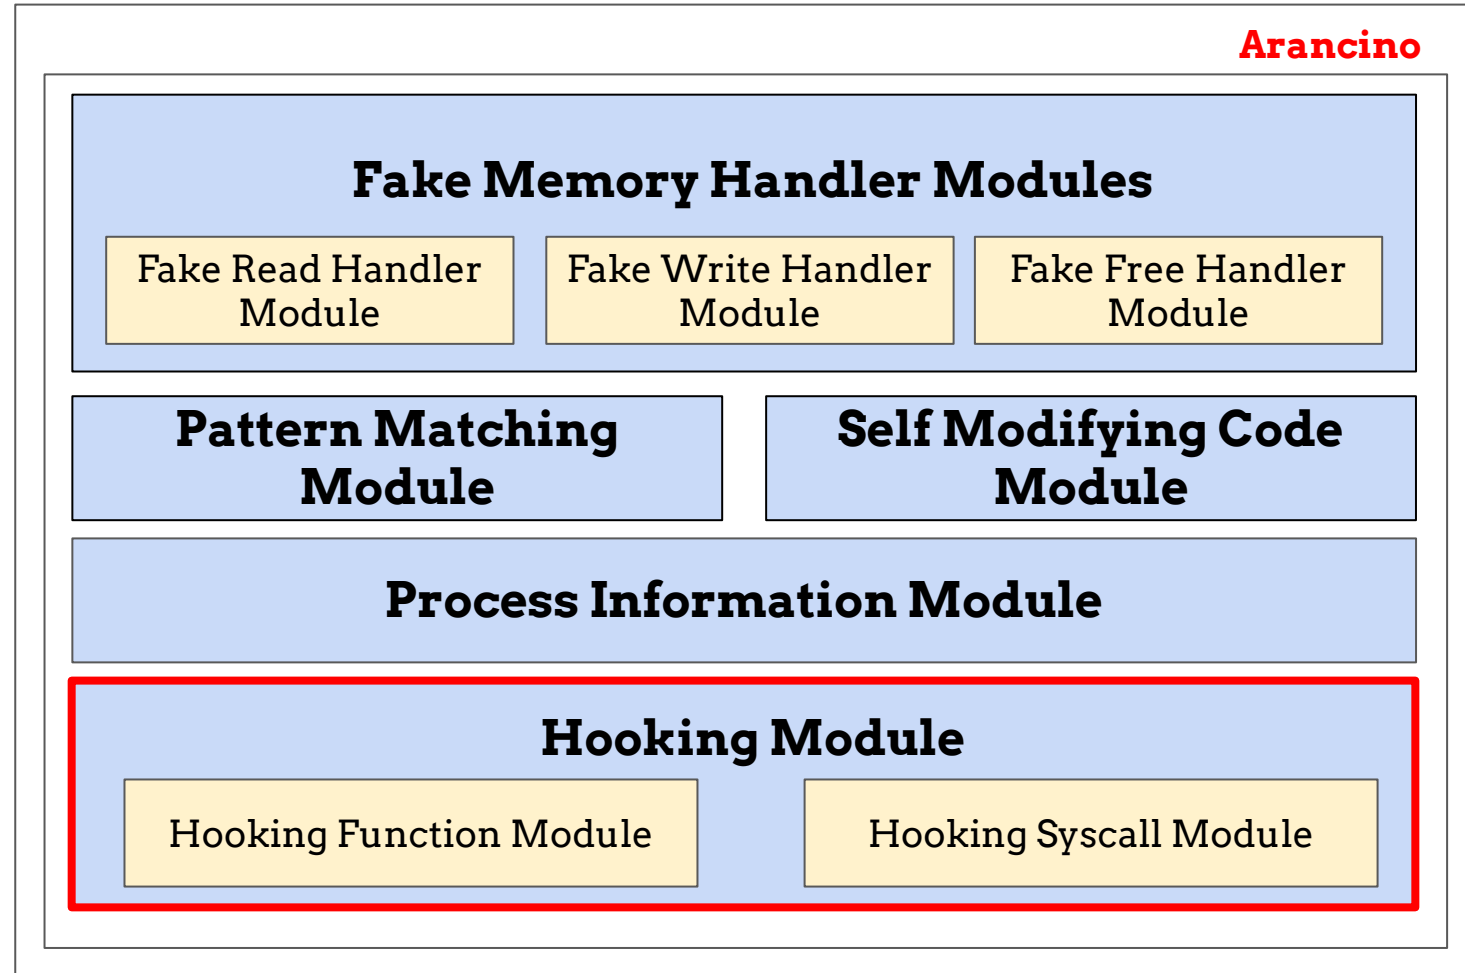 Arancino
Fake Memory Handler Modules
Fake Read Handler
Module
Fake Write Handler
Module
Fake Free Handler
Module
Pattern Matching
Module
Self Modifying Code
Module
Process Information Module
Hooking Module
Hooking Function Module
Hooking Syscall Module